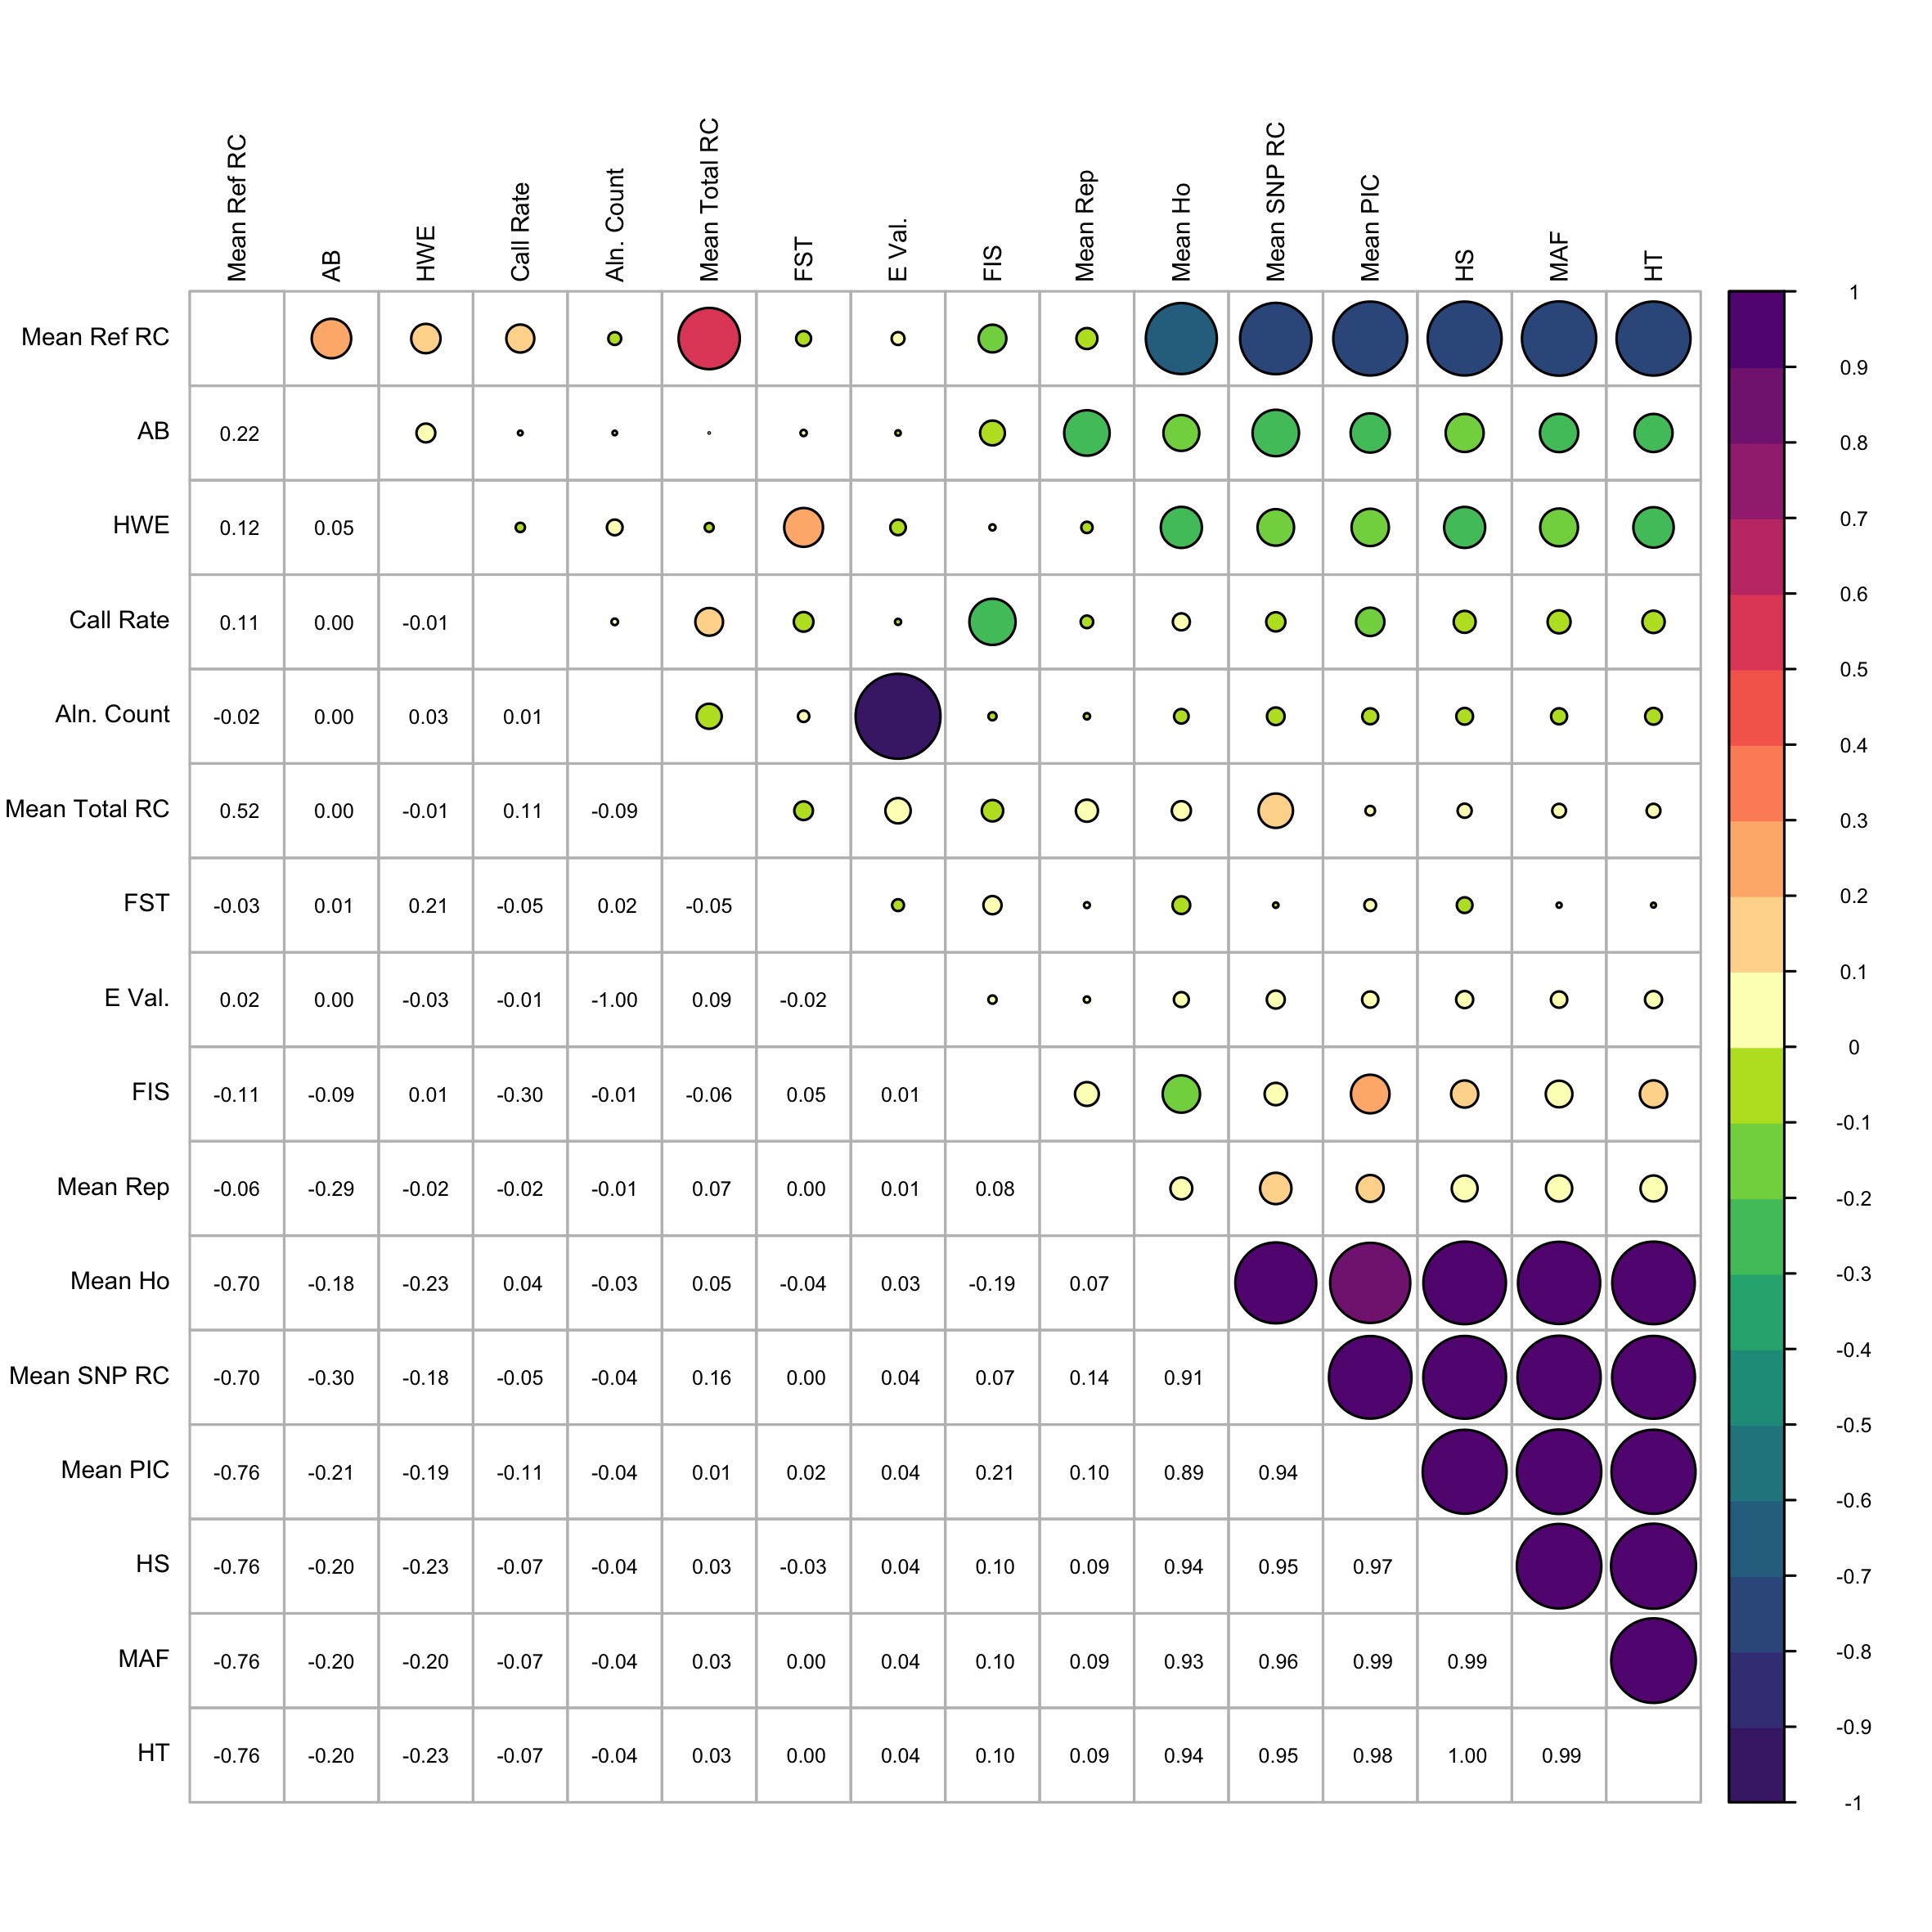 Mean Ref RC AB HWE Call Rate Aln. Count Mean Total RC FST E Val. FIS Mean Rep Mean Ho Mean SNP RC Mean PIC HS MAF HT
Mean Ref RC
AB 0.22
HWE 0.12 0.05
Call Rate 0.11 0.00 -0.01
Aln. Count -0.02 0.00 0.03 0.01
Mean Total RC 0.52 0.00 -0.01 0.11 -0.09
FST -0.03 0.01 0.21 -0.05 0.02 -0.05
E Val. 0.02 0.00 -0.03 -0.01 -1.00 0.09 -0.02
FIS -0.11 -0.09 0.01 -0.30 -0.01 -0.06 0.05 0.01
Mean Rep -0.06 -0.29 -0.02 -0.02 -0.01 0.07 0.00 0.01 0.08
Mean Ho -0.70 -0.18 -0.23 0.04 -0.03 0.05 -0.04 0.03 -0.19 0.07
Mean SNP RC -0.70 -0.30 -0.18 -0.05 -0.04 0.16 0.00 0.04 0.07 0.14 0.91
Mean PIC -0.76 -0.21 -0.19 -0.11 -0.04 0.01 0.02 0.04 0.21 0.10 0.89 0.94
HS -0.76 -0.20 -0.23 -0.07 -0.04 0.03 -0.03 0.04 0.10 0.09 0.94 0.95 0.97
MAF -0.76 -0.20 -0.20 -0.07 -0.04 0.03 0.00 0.04 0.10 0.09 0.93 0.96 0.99 0.99
HT -0.76 -0.20 -0.23 -0.07 -0.04 0.03 0.00 0.04 0.10 0.09 0.94 0.95 0.98 1.00 0.99
1
0.9
0.8
0.7
0.6
0.5
0.4
0.3
0.2
0.1
0
-0.1
-0.2
-0.3
-0.4
-0.5
-0.6
-0.7
-0.8
-0.9
-1